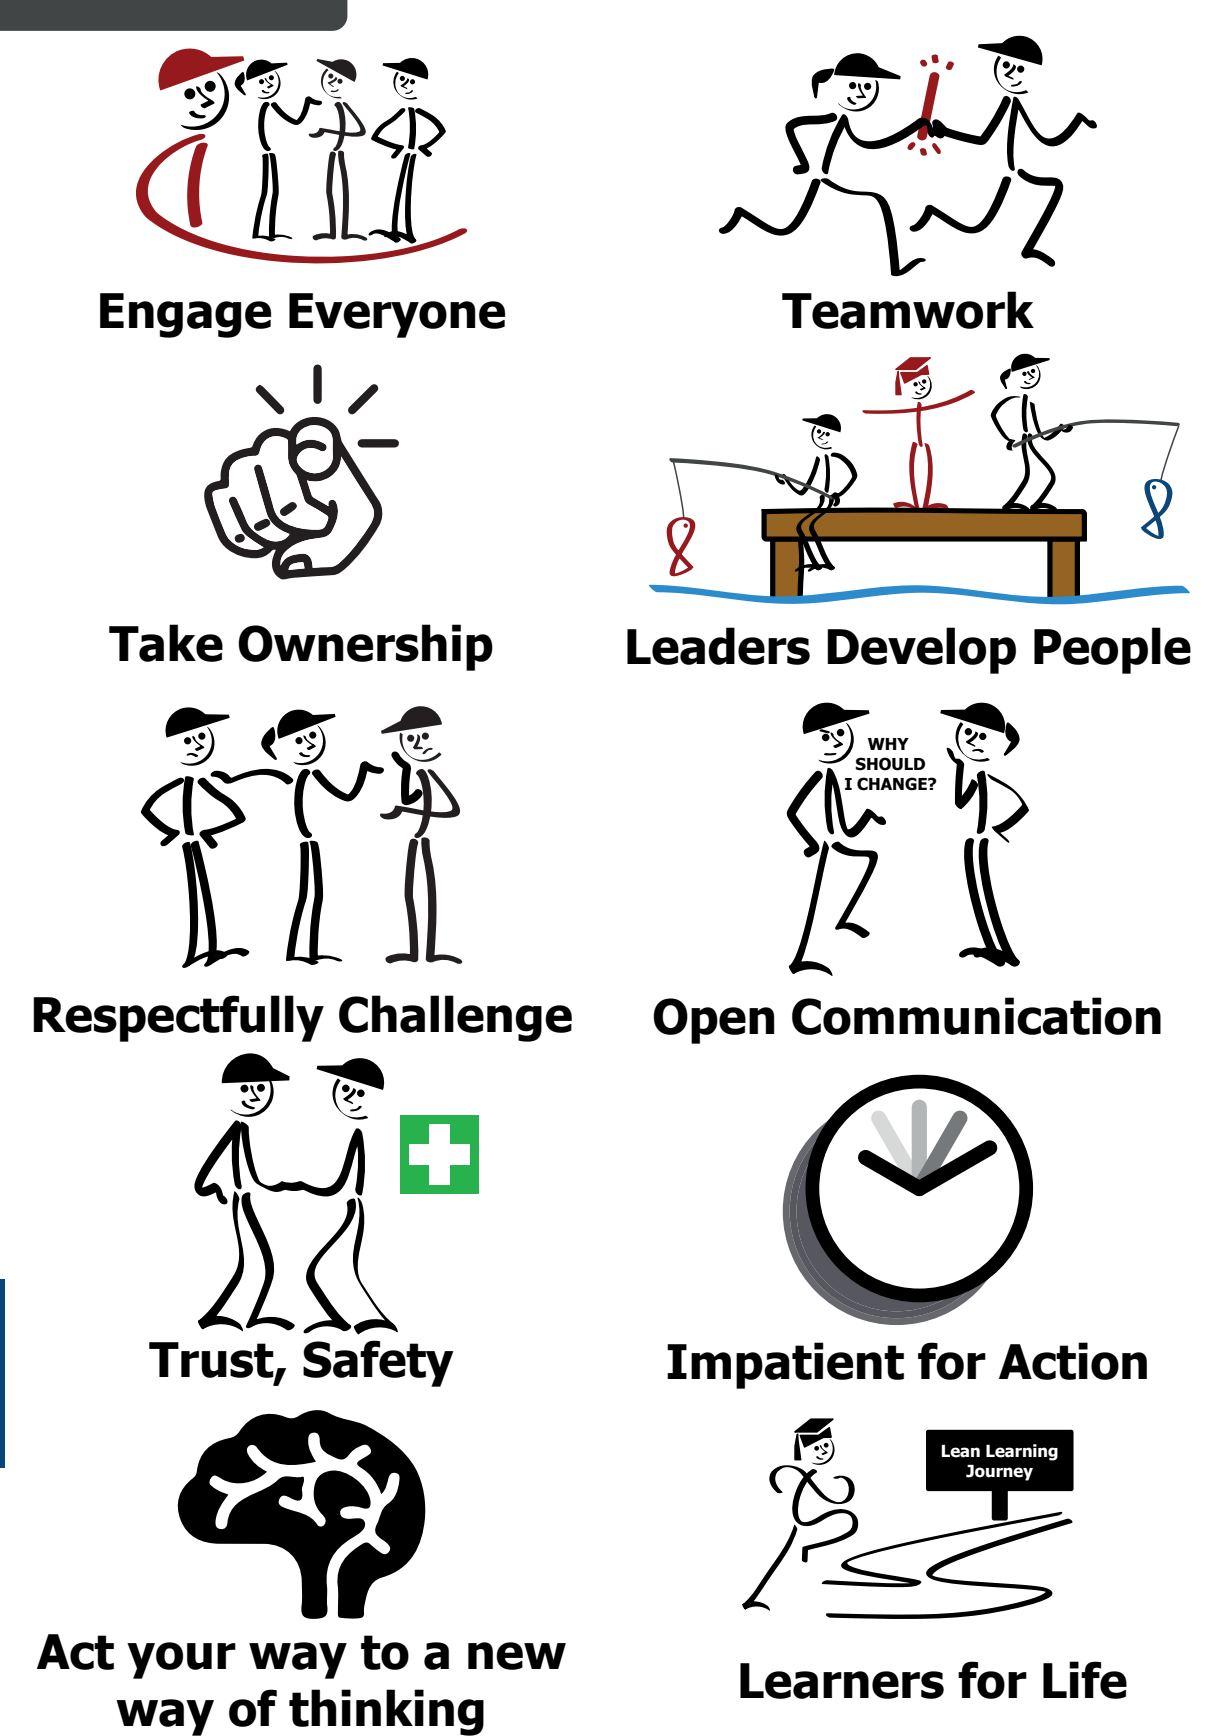 Engage Everyone
Teamwork
Take Ownership
Leaders Develop People
WHY
SHOULD
I CHANGE?
Respectfully Challenge
Open Communication
Trust, Safety
Impatient for Action
Lean Learning
Journey
Act your way to a new
way of thinking
Learners for Life